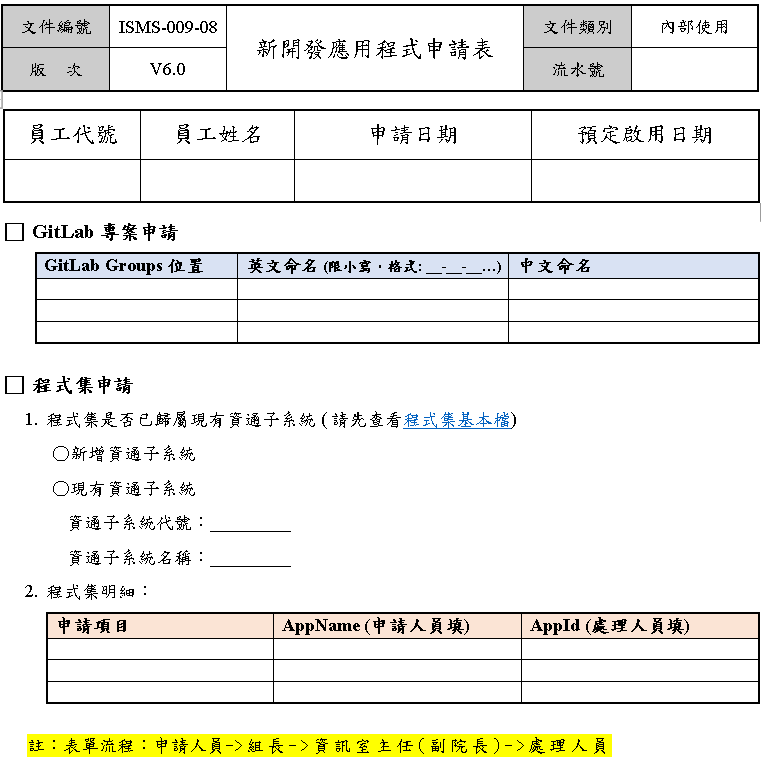 文件編號 ISMS-009-08 新開發應用程式申請表 文件類別 內部使用
版 次 V6.0 流水號
員工代號 員工姓名 申請日期 預定啟用日期
GitLab 專案申請
GitLab Groups 位置 英文命名 (限小寫，格式: __-__-__…) 中文命名
程式集申請
1. 程式集是否已歸屬現有資通子系統 ( 請先查看程式集基本檔)
○新增資通子系統
○現有資通子系統
資通子系統代號：_________
資通子系統名稱：_________
2. 程式集明細：
申請項目 AppName (申請人員填) AppId (處理人員填)
註：表單流程：申請人員->組長->資訊室主任(副院長)->處理人員